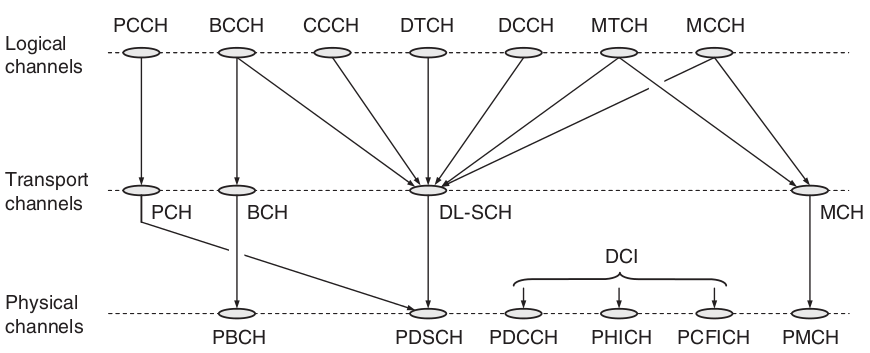 PCCH BCCH CCCH DTCH DCCH MTCH MCCH
Logical
channels
Transport
channels
PCH BCH DL-SCH MCH
DCI
Physical
channels
PBCH PDSCH PDCCH PHICH PCFICH PMCH